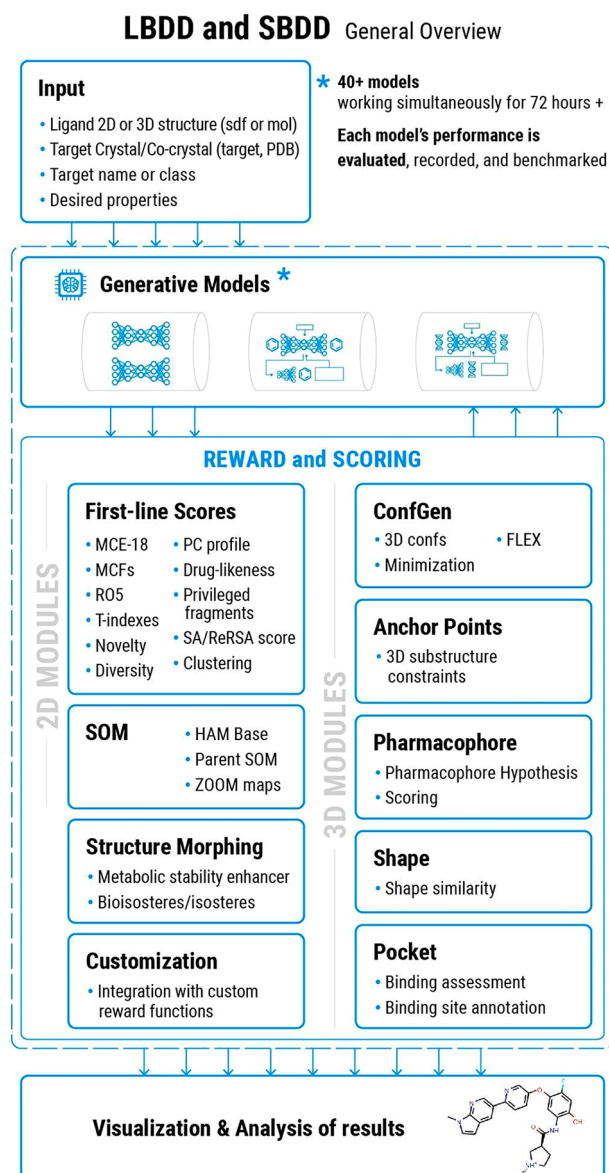 LBDD and SBDD General Overview
Input
• Ligand 2D or 3D structure (sdf or mol)
• Target Crystal/Co-crystal (target, PDB)
• Target name or class
• Desired properties
* 40+ models
working simultaneously for 72 hours +
Each model's performance is
evaluated, recorded, and benchmarked
Generative Models *
REWARD and SCORING
2D MODULES
First-line Scores
• MCE-18
• MCFs
• RO5
• T-indexes
• Novelty
• Diversity
• PC profile
• Drug-likeness
• Privileged
fragments
• SA/ReRSA score
• Clustering
SOM
• HAM Base
• Parent SOM
• ZOOM maps
Structure Morphing
• Metabolic stability enhancer
• Bioisosteres/isosteres
Customization
• Integration with custom
reward functions
3D MODULES
ConfGen
• 3D confs
• Minimization
• FLEX
Anchor Points
• 3D substructure
constraints
Pharmacophore
• Pharmacophore Hypothesis
• Scoring
Shape
• Shape similarity
Pocket
• Binding assessment
• Binding site annotation
Visualization & Analysis of results